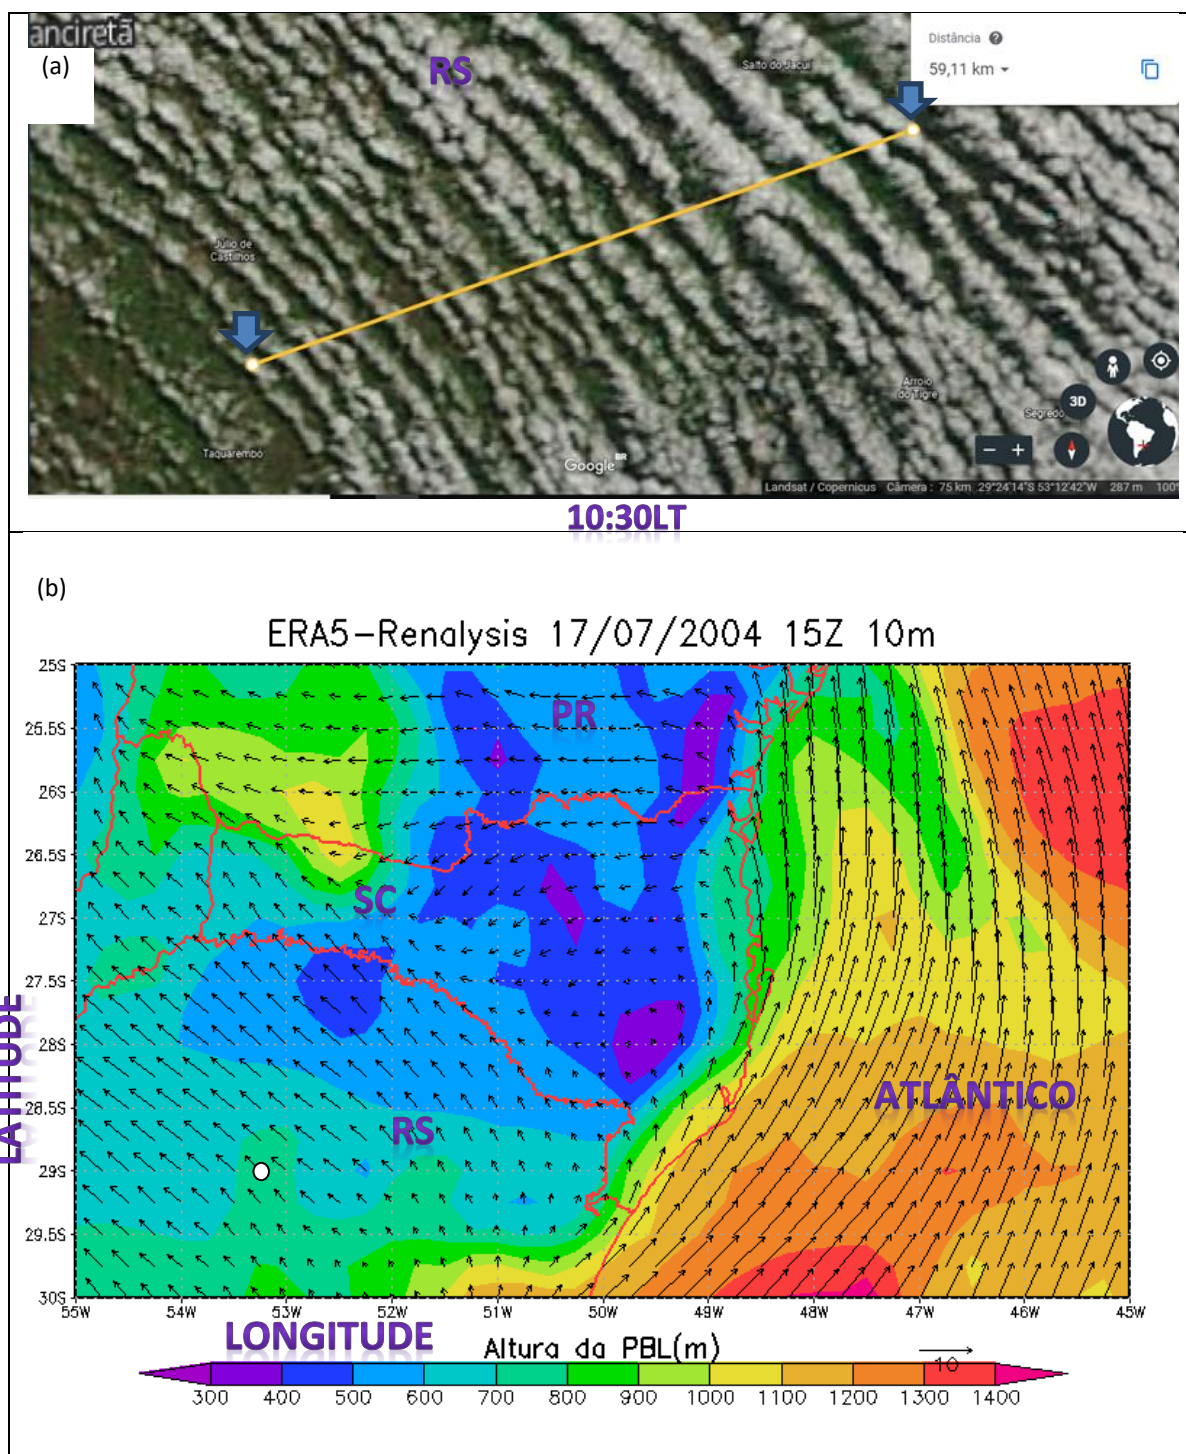 anciretã
(a)
RS
Salto do Jacuí
Distância
59,11 km
Júlio de
Castilhos
Taquarembó
Arroio
do Tigre
Segredo
3D
Google BR
Landsat / Copernicus Câmera : 75 km 29°24'14"S 53°12'42"W 287 m 100%
10:30LT
(b)
ERA5-Renalysis 17/07/2004 15Z 10m
25S
25.5S
26S
26.5S
27S
27.5S
28S
28.5S
29S
29.5S
30S
PR
SC
RS
ATLÂNTICO
LATITUDE
55W 54W 53W 52W 51W 50W 49W 48W 47W 46W 45W
LONGITUDE
Altura da PBL(m)
10
300 400 500 600 700 800 900 1000 1100 1200 1300 1400